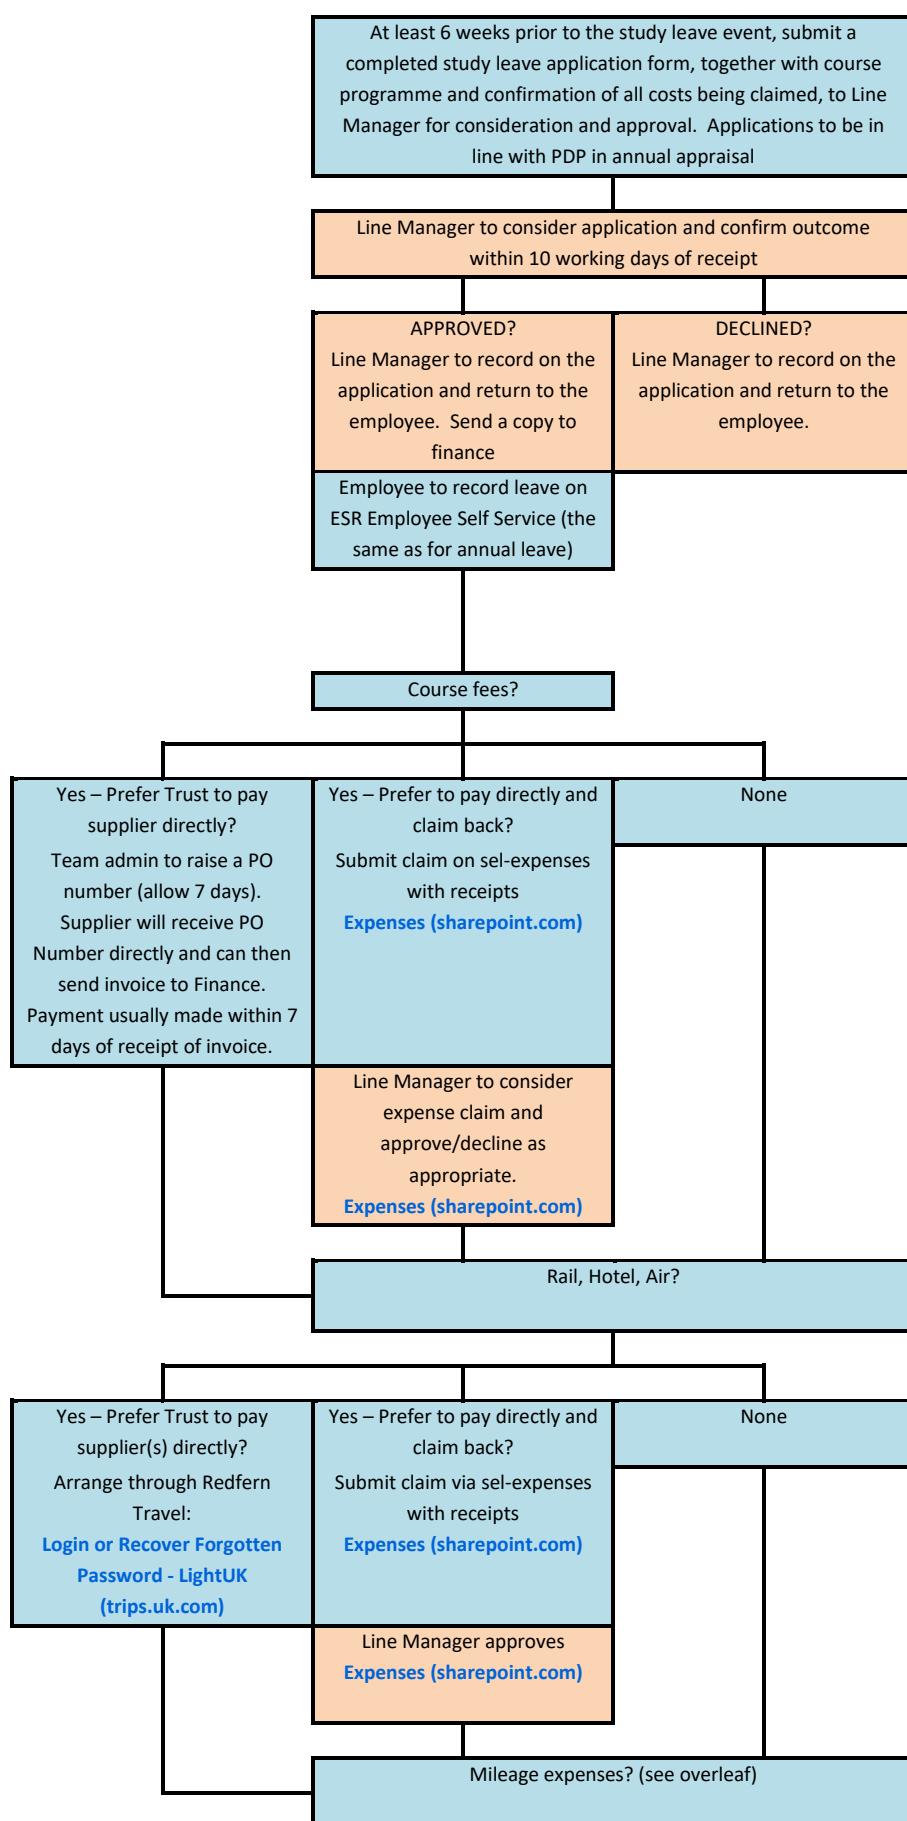 At least 6 weeks prior to the study leave event, submit a
completed study leave application form, together with course
programme and confirmation of all costs being claimed, to Line
Manager for consideration and approval.  Applications to be in
line with PDP in annual appraisal
Line Manager to consider application and confirm outcome
within 10 working days of receipt
APPROVED?
Line Manager to record on the
application and return to the
employee.  Send a copy to
finance
DECLINED?
Line Manager to record on the
application and return to the
employee.
Employee to record leave on
ESR Employee Self Service (the
same as for annual leave)
Course fees?
Yes – Prefer Trust to pay
supplier directly?
Team admin to raise a PO
number (allow 7 days).
Supplier will receive PO
Number directly and can then
send invoice to Finance.
Payment usually made within 7
days of receipt of invoice.
Yes – Prefer to pay directly and
claim back?
Submit claim on sel-expenses
with receipts
Expenses (sharepoint.com)
None
Line Manager to consider
expense claim and
approve/decline as
appropriate.
Expenses (sharepoint.com)
Rail, Hotel, Air?
Yes – Prefer Trust to pay
supplier(s) directly?
Arrange through Redfern
Travel:
Login or Recover Forgotten
Password - LightUK
(trips.uk.com)
Yes – Prefer to pay directly and
claim back?
Submit claim via sel-expenses
with receipts
Expenses (sharepoint.com)
None
Line Manager approves
Expenses (sharepoint.com)
Mileage expenses? (see overleaf)